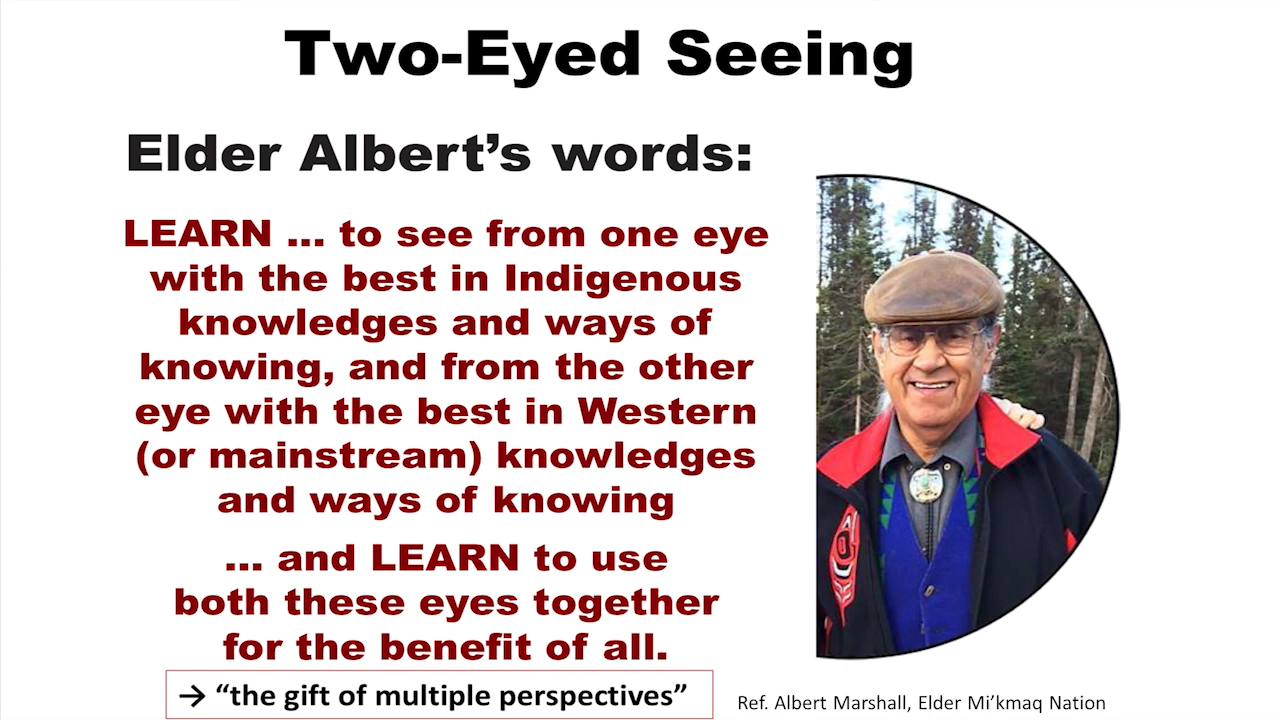 Two-Eyed Seeing
Elder Albert’s words:
LEARN ... to see from one eye
with the best in Indigenous
knowledges and ways of
knowing, and from the other
eye with the best in Western
(or mainstream) knowledges
and ways of knowing
... and LEARN to use
both these eyes together
for the benefit of all.
→ “the gift of multiple perspectives”
Ref. Albert Marshall, Elder Mi’kmaq Nation